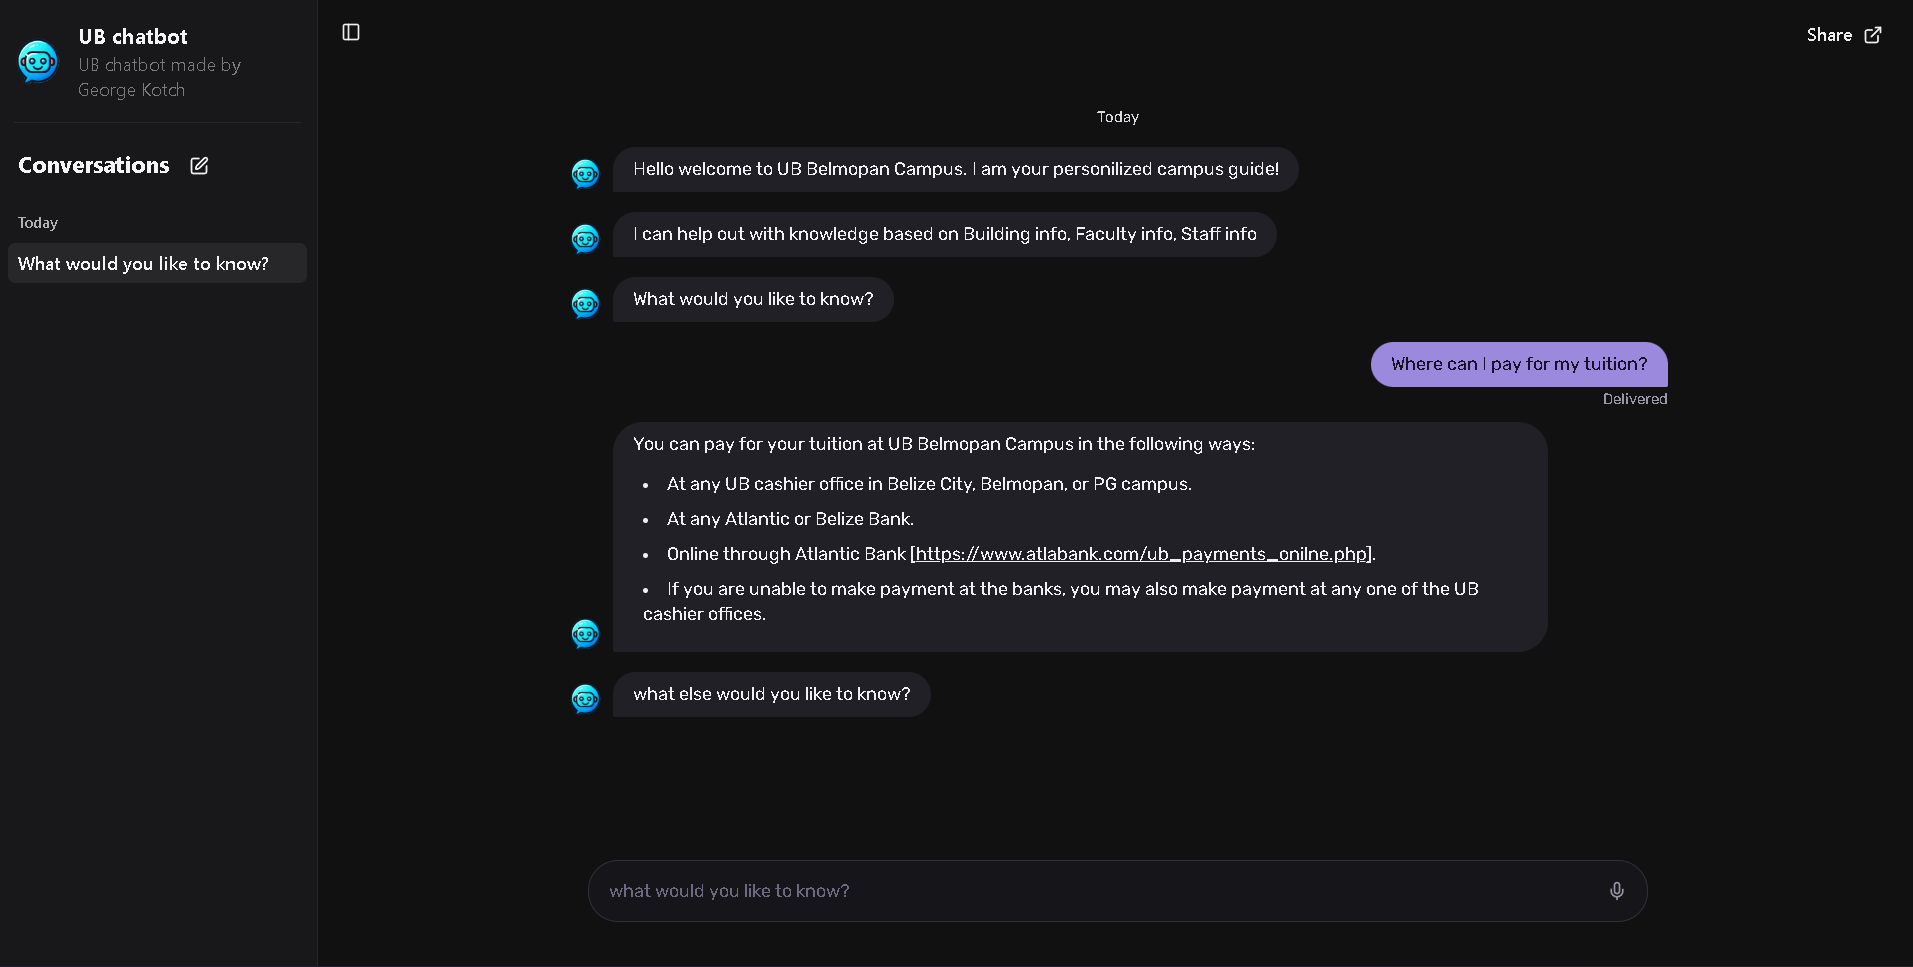 UB chatbot
UB chatbot made by
George Kotch
Conversations
Today
What would you like to know?
Share
Today
Hello welcome to UB Belmopan Campus. I am your personilized campus guide!
I can help out with knowledge based on Building info, Faculty info, Staff info
What would you like to know?
Where can I pay for my tuition?
Delivered
You can pay for your tuition at UB Belmopan Campus in the following ways:
• At any UB cashier office in Belize City, Belmopan, or PG campus.
• At any Atlantic or Belize Bank.
• Online through Atlantic Bank [https://www.atlabank.com/ub_payments_onilne.php].
• If you are unable to make payment at the banks, you may also make payment at any one of the UB
cashier offices.
what else would you like to know?
what would you like to know?